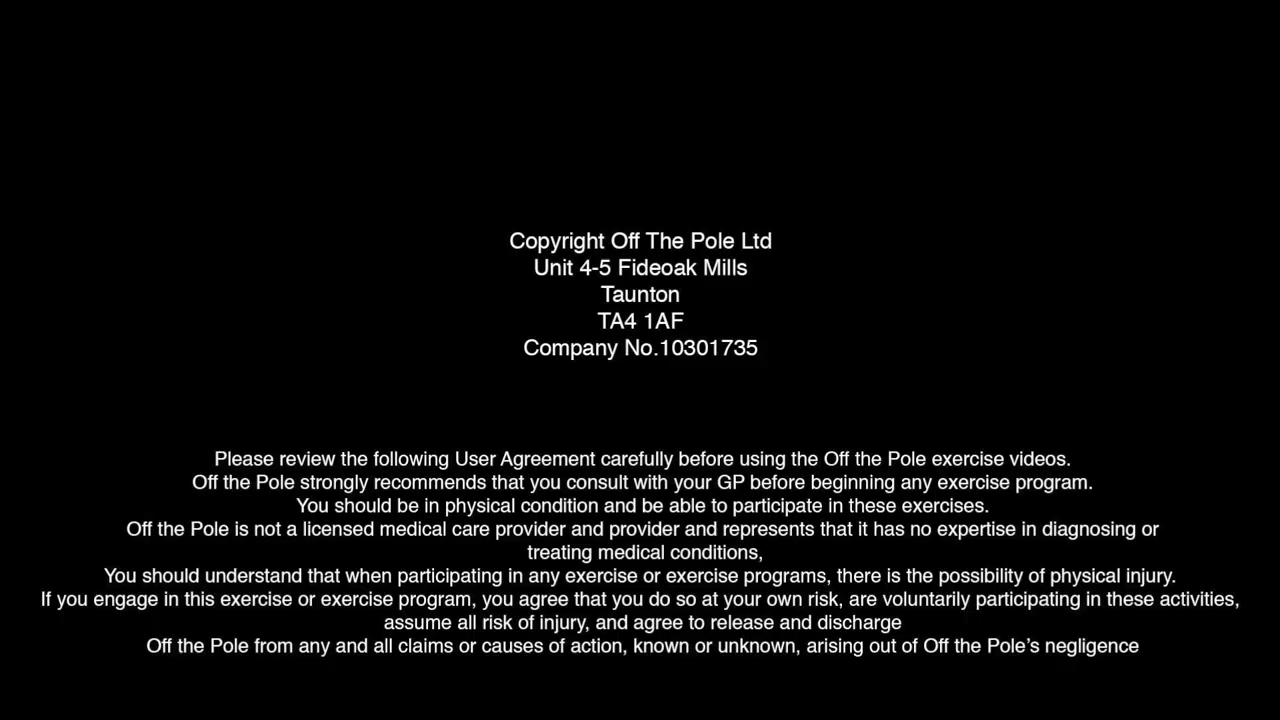 Copyright Off The Pole Ltd
Unit 4-5 Fideoak Mills
Taunton
TA4 1AF
Company No.10301735
Please review the following User Agreement carefully before using the Off the Pole exercise videos.
Off the Pole strongly recommends that you consult with your GP before beginning any exercise program.
You should be in physical condition and be able to participate in these exercises.
Off the Pole is not a licensed medical care provider and provider and represents that it has no expertise in diagnosing or
treating medical conditions,
You should understand that when participating in any exercise or exercise programs, there is the possibility of physical injury.
If you engage in this exercise or exercise program, you agree that you do so at your own risk, are voluntarily participating in these activities,
assume all risk of injury, and agree to release and discharge
Off the Pole from any and all claims or causes of action, known or unknown, arising out of Off the Pole’s negligence